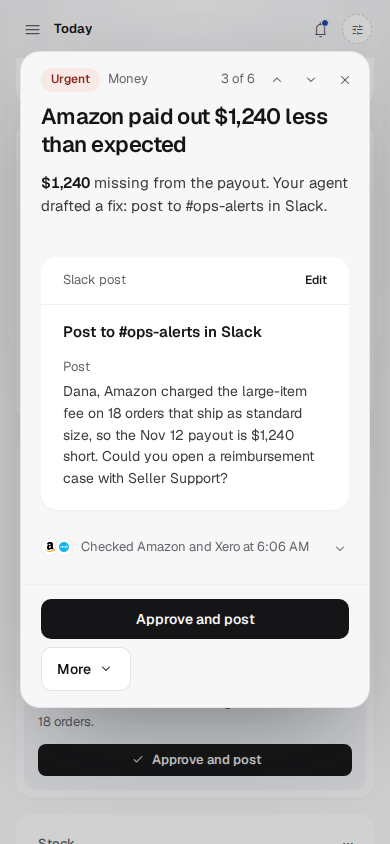 Today
Urgent
Money
3 of 6
Amazon paid out $1,240 less
than expected
$1,240 missing from the payout. Your agent
drafted a fix: post to #ops-alerts in Slack.
Slack post
Edit
Post to #ops-alerts in Slack
Post
Dana, Amazon charged the large-item
fee on 18 orders that ship as standard
size, so the Nov 12 payout is $1,240
short. Could you open a reimbursement
case with Seller Support?
Checked Amazon and Xero at 6:06 AM
Approve and post
More
18 orders.
Approve and post
Stock